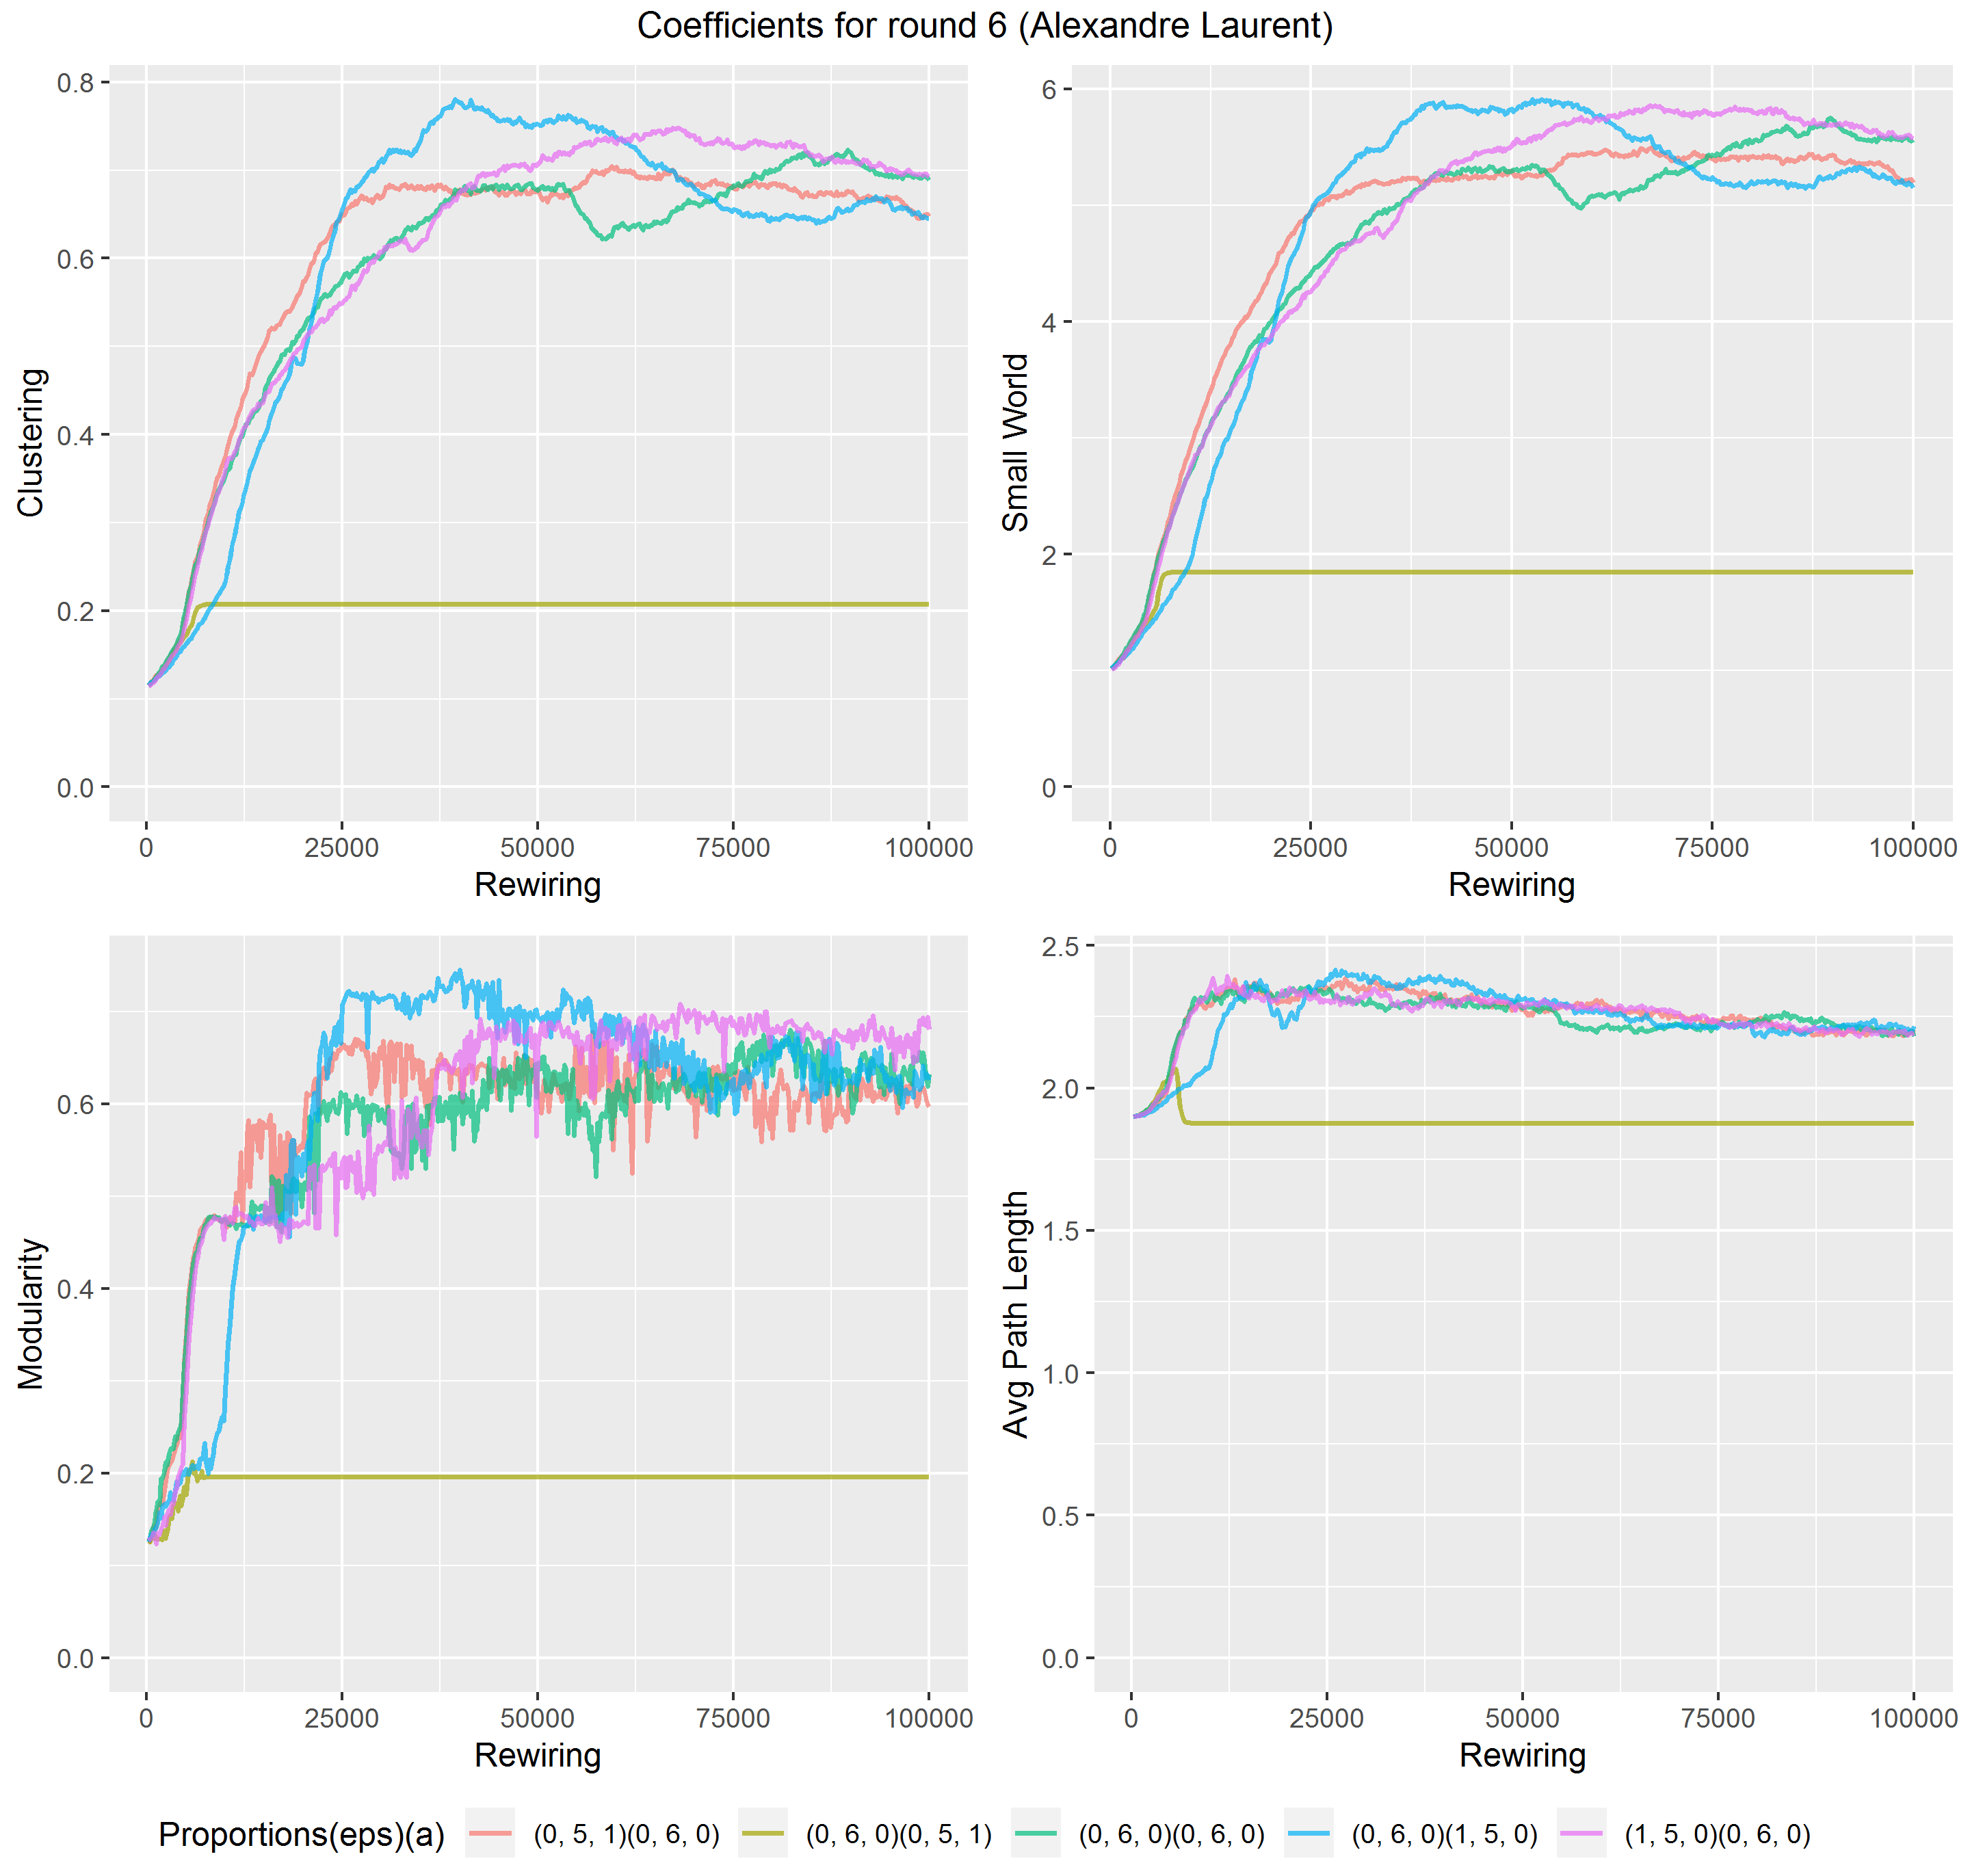 Coefficients for round 6 (Alexandre Laurent)
Clustering
0.8
0.6
0.4
0.2
0.0
0 25000 50000 75000 100000
Rewiring
Small World
6
4
2
0
0 25000 50000 75000 100000
Rewiring
Modularity
0.6
0.4
0.2
0.0
0 25000 50000 75000 100000
Rewiring
Avg Path Length
2.5
2.0
1.5
1.0
0.5
0.0
0 25000 50000 75000 100000
Rewiring
Proportions(eps)(a) (0, 5, 1)(0, 6, 0) (0, 6, 0)(0, 5, 1) (0, 6, 0)(0, 6, 0) (0, 6, 0)(1, 5, 0) (1, 5, 0)(0, 6, 0)